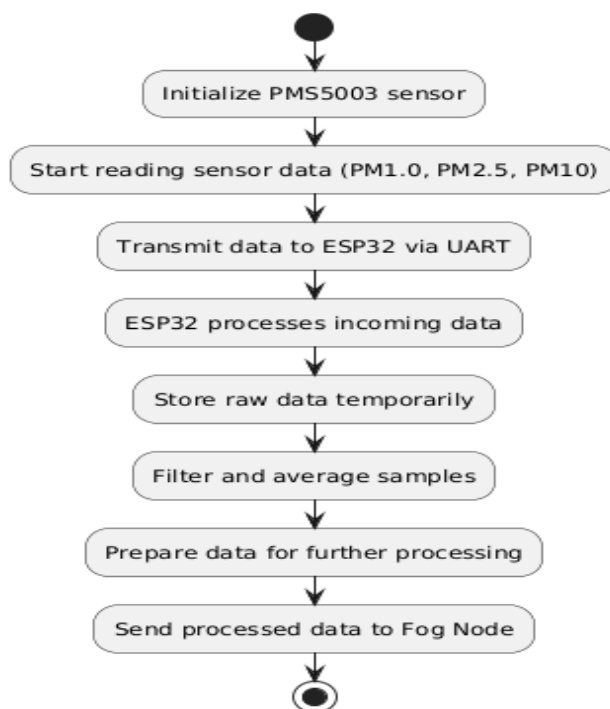 Initialize PMS5003 sensor
Start reading sensor data (PM1.0, PM2.5, PM10)
Transmit data to ESP32 via UART
ESP32 processes incoming data
Store raw data temporarily
Filter and average samples
Prepare data for further processing
Send processed data to Fog Node